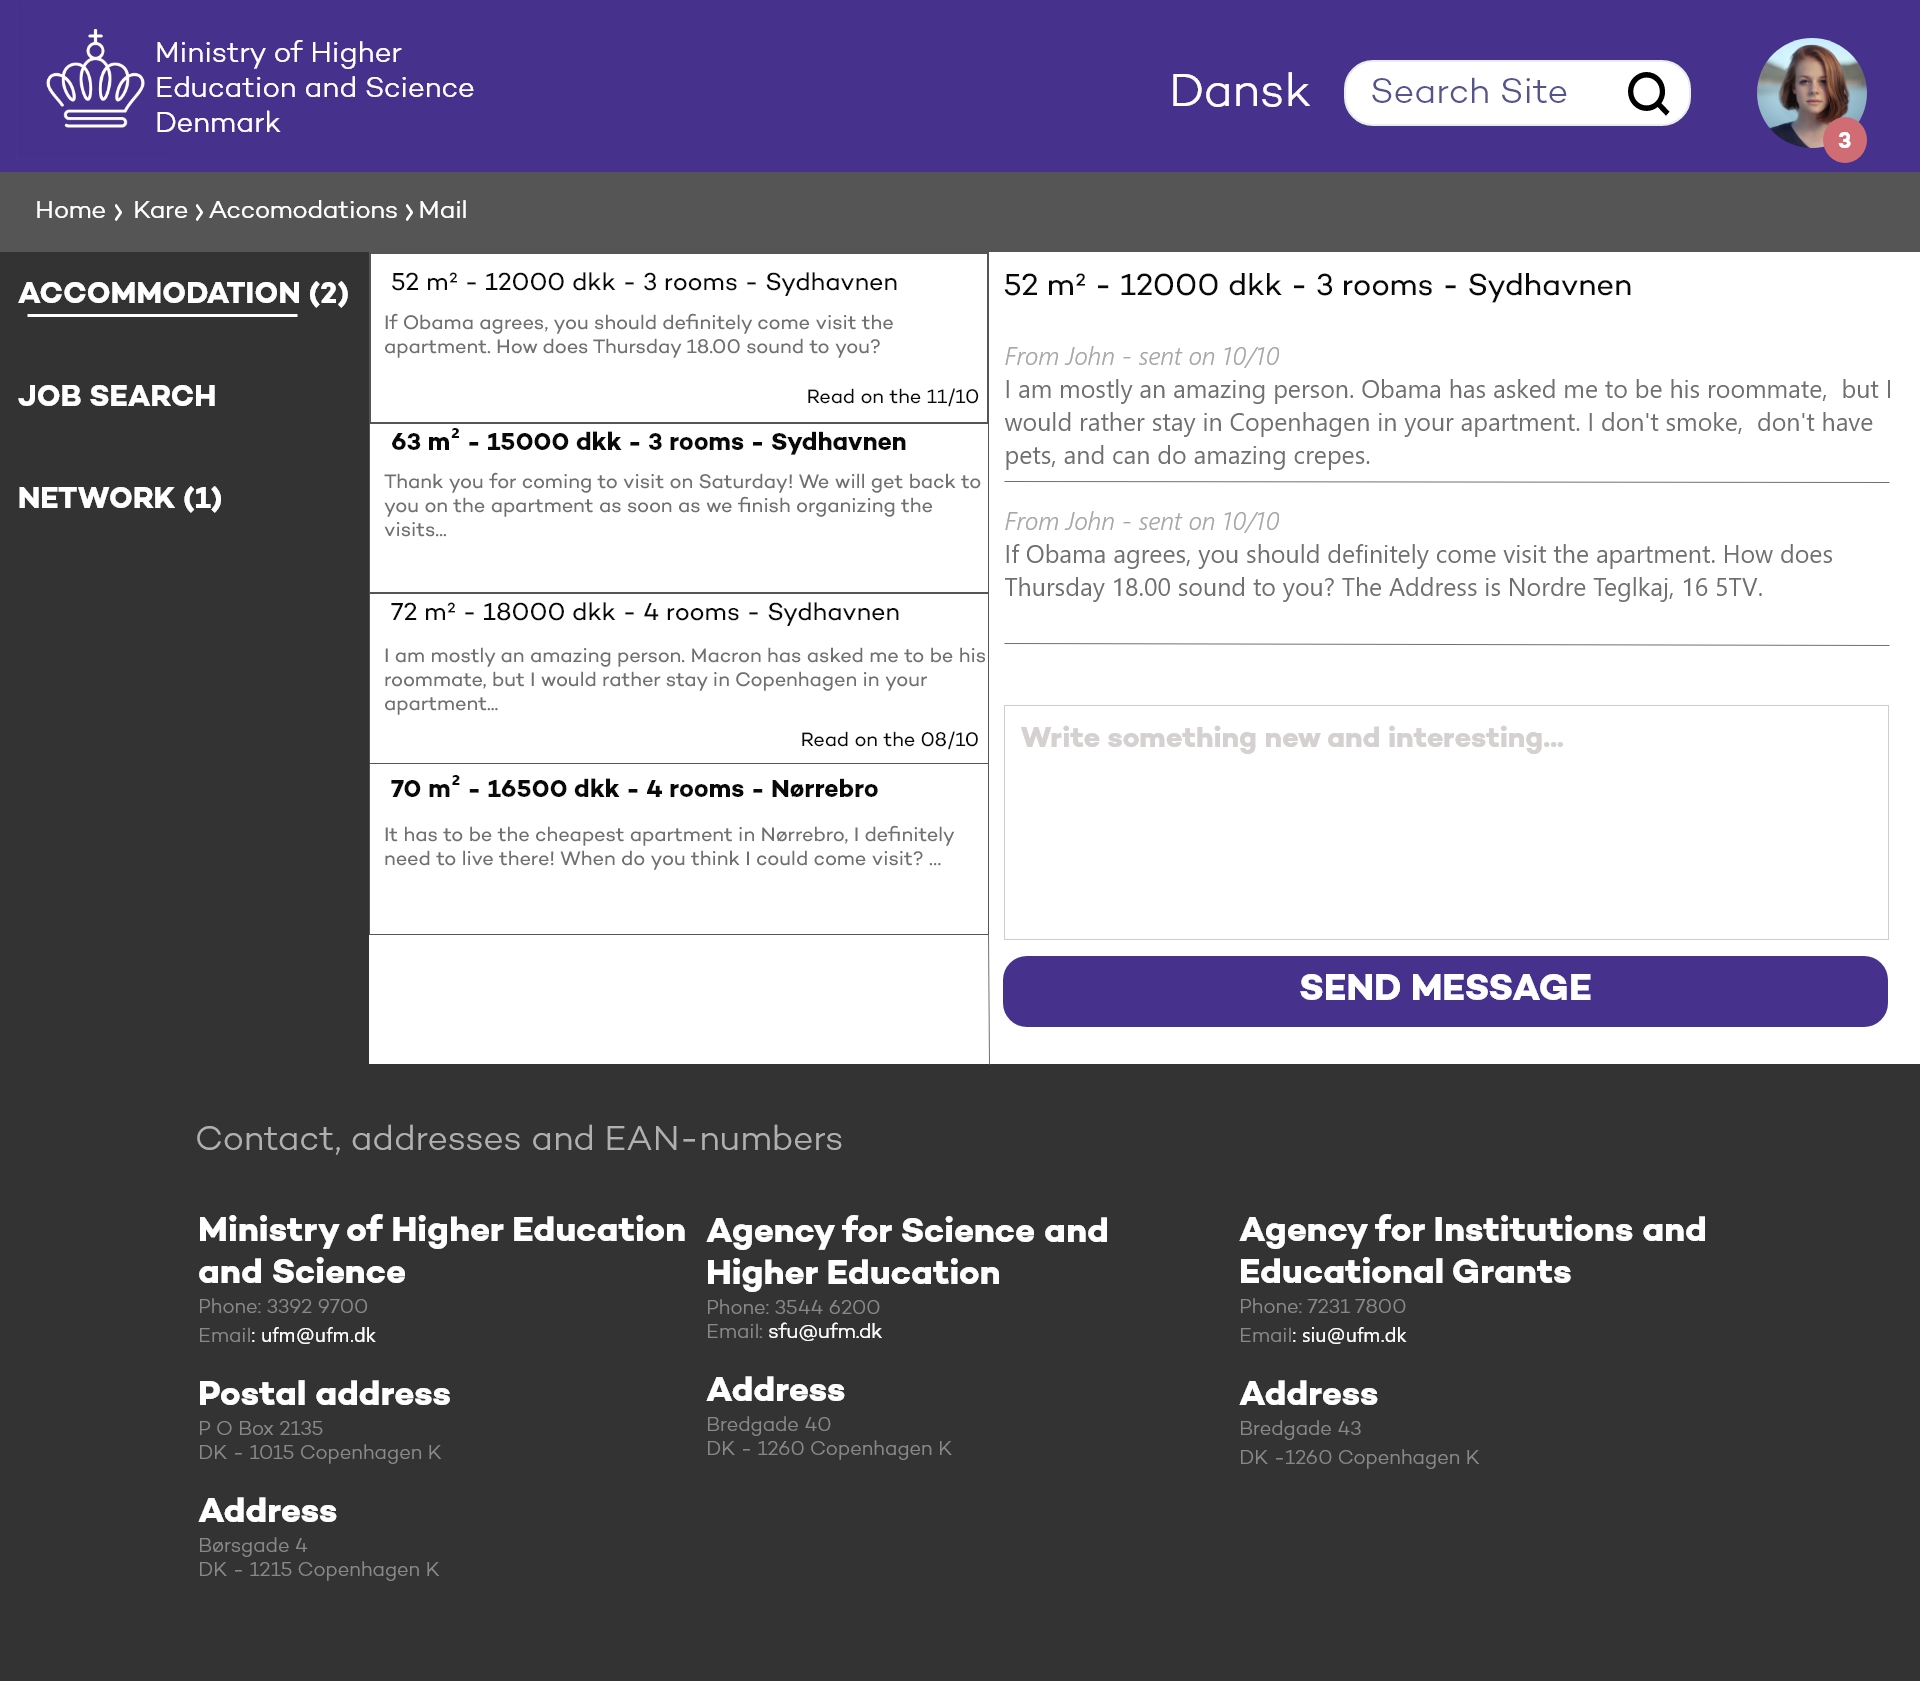 Ministry of Higher
Education and Science
Denmark
Dansk
Search Site
3
Home › Kare › Accomodations › Mail
ACCOMMODATION (2)
JOB SEARCH
NETWORK (1)
52 m² - 12000 dkk - 3 rooms - Sydhavnen
If Obama agrees, you should definitely come visit the
apartment. How does Thursday 18.00 sound to you?
Read on the 11/10
63 m² - 15000 dkk - 3 rooms - Sydhavnen
Thank you for coming to visit on Saturday! We will get back to
you on the apartment as soon as we finish organizing the
visits...
72 m² - 18000 dkk - 4 rooms - Sydhavnen
I am mostly an amazing person. Macron has asked me to be his
roommate, but I would rather stay in Copenhagen in your
apartment...
Read on the 08/10
70 m² - 16500 dkk - 4 rooms - Nørrebro
It has to be the cheapest apartment in Nørrebro, I definitely
need to live there! When do you think I could come visit? ...
52 m² - 12000 dkk - 3 rooms - Sydhavnen
From John - sent on 10/10
I am mostly an amazing person. Obama has asked me to be his roommate,  but I
would rather stay in Copenhagen in your apartment. I don't smoke,  don't have
pets, and can do amazing crepes.
From John - sent on 10/10
If Obama agrees, you should definitely come visit the apartment. How does
Thursday 18.00 sound to you? The Address is Nordre Teglkaj, 16 5TV.
Write something new and interesting...
SEND MESSAGE
Contact, addresses and EAN-numbers
Ministry of Higher Education
and Science
Phone: 3392 9700
Email: ufm@ufm.dk
Postal address
P O Box 2135
DK - 1015 Copenhagen K
Address
Børsgade 4
DK - 1215 Copenhagen K
Agency for Science and
Higher Education
Phone: 3544 6200
Email: sfu@ufm.dk
Address
Bredgade 40
DK - 1260 Copenhagen K
Agency for Institutions and
Educational Grants
Phone: 7231 7800
Email: siu@ufm.dk
Address
Bredgade 43
DK -1260 Copenhagen K